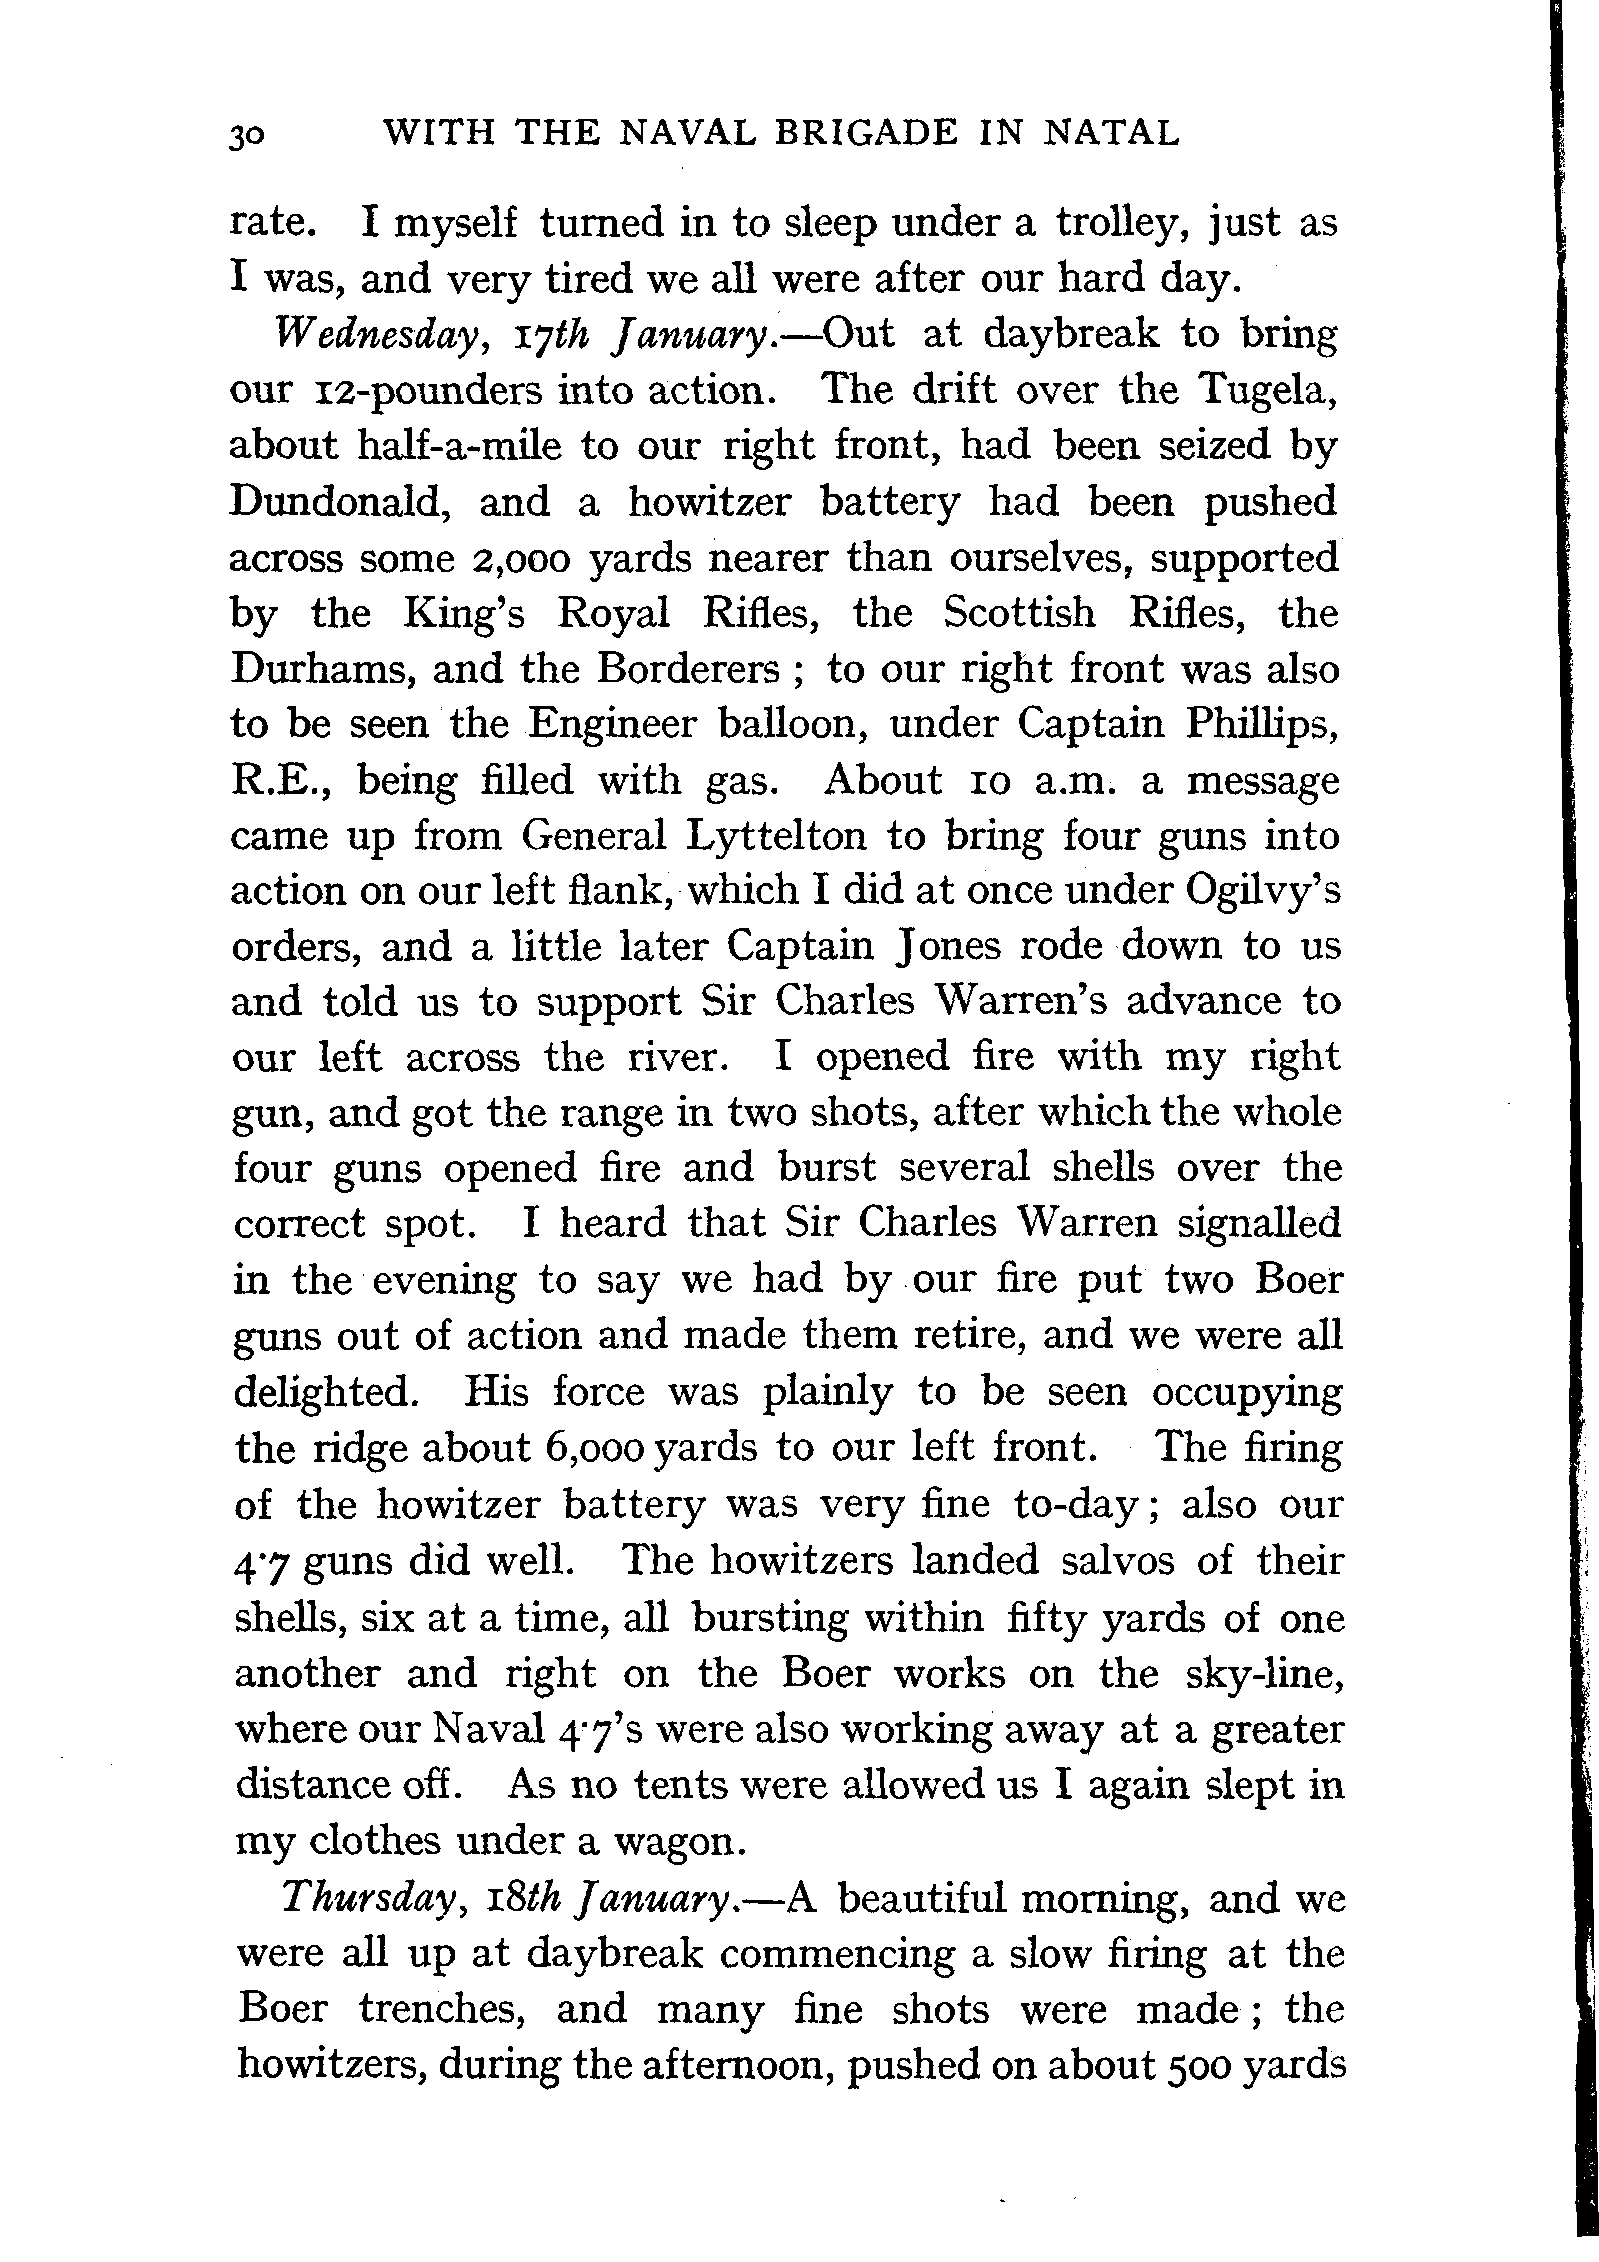 30 WITH THE NAVAL BRIGADE IN NATAL
rate. I myself turned in to sleep under a trolley, just as
I was, and very tired we all were after our hard day.
Wednesday, 17th January.—Out at daybreak to bring
our 12-pounders into action. The drift over the Tugela,
about half-a-mile to our right front, had been seized by
Dundonald, and a howitzer battery had been pushed
across some 2,000 yards nearer than ourselves, supported
by the King's Royal Rifles, the Scottish Rifles, the
Durhams, and the Borderers ; to our right front was also
to be seen the Engineer balloon, under Captain Phillips,
R.E., being filled with gas. About 10 a.m. a message
came up from General Lyttelton to bring four guns into
action on our left flank, which I did at once under Ogilvy's
orders, and a little later Captain Jones rode down to us
and told us to support Sir Charles Warren's advance to
our left across the river. I opened fire with my right
gun, and got the range in two shots, after which the whole
four guns opened fire and burst several shells over the
correct spot. I heard that Sir Charles Warren signalled
in the evening to say we had by our fire put two Boer
guns out of action and made them retire, and we were all
delighted. His force was plainly to be seen occupying
the ridge about 6,000 yards to our left front. The firing
of the howitzer battery was very fine to-day ; also our
4·7 guns did well. The howitzers landed salvos of their
shells, six at a time, all bursting within fifty yards of one
another and right on the Boer works on the sky-line,
where our Naval 4·7's were also working away at a greater
distance off. As no tents were allowed us I again slept in
my clothes under a wagon.
Thursday, 18th January.—A beautiful morning, and we
were all up at daybreak commencing a slow firing at the
Boer trenches, and many fine shots were made ; the
howitzers, during the afternoon, pushed on about 500 yards